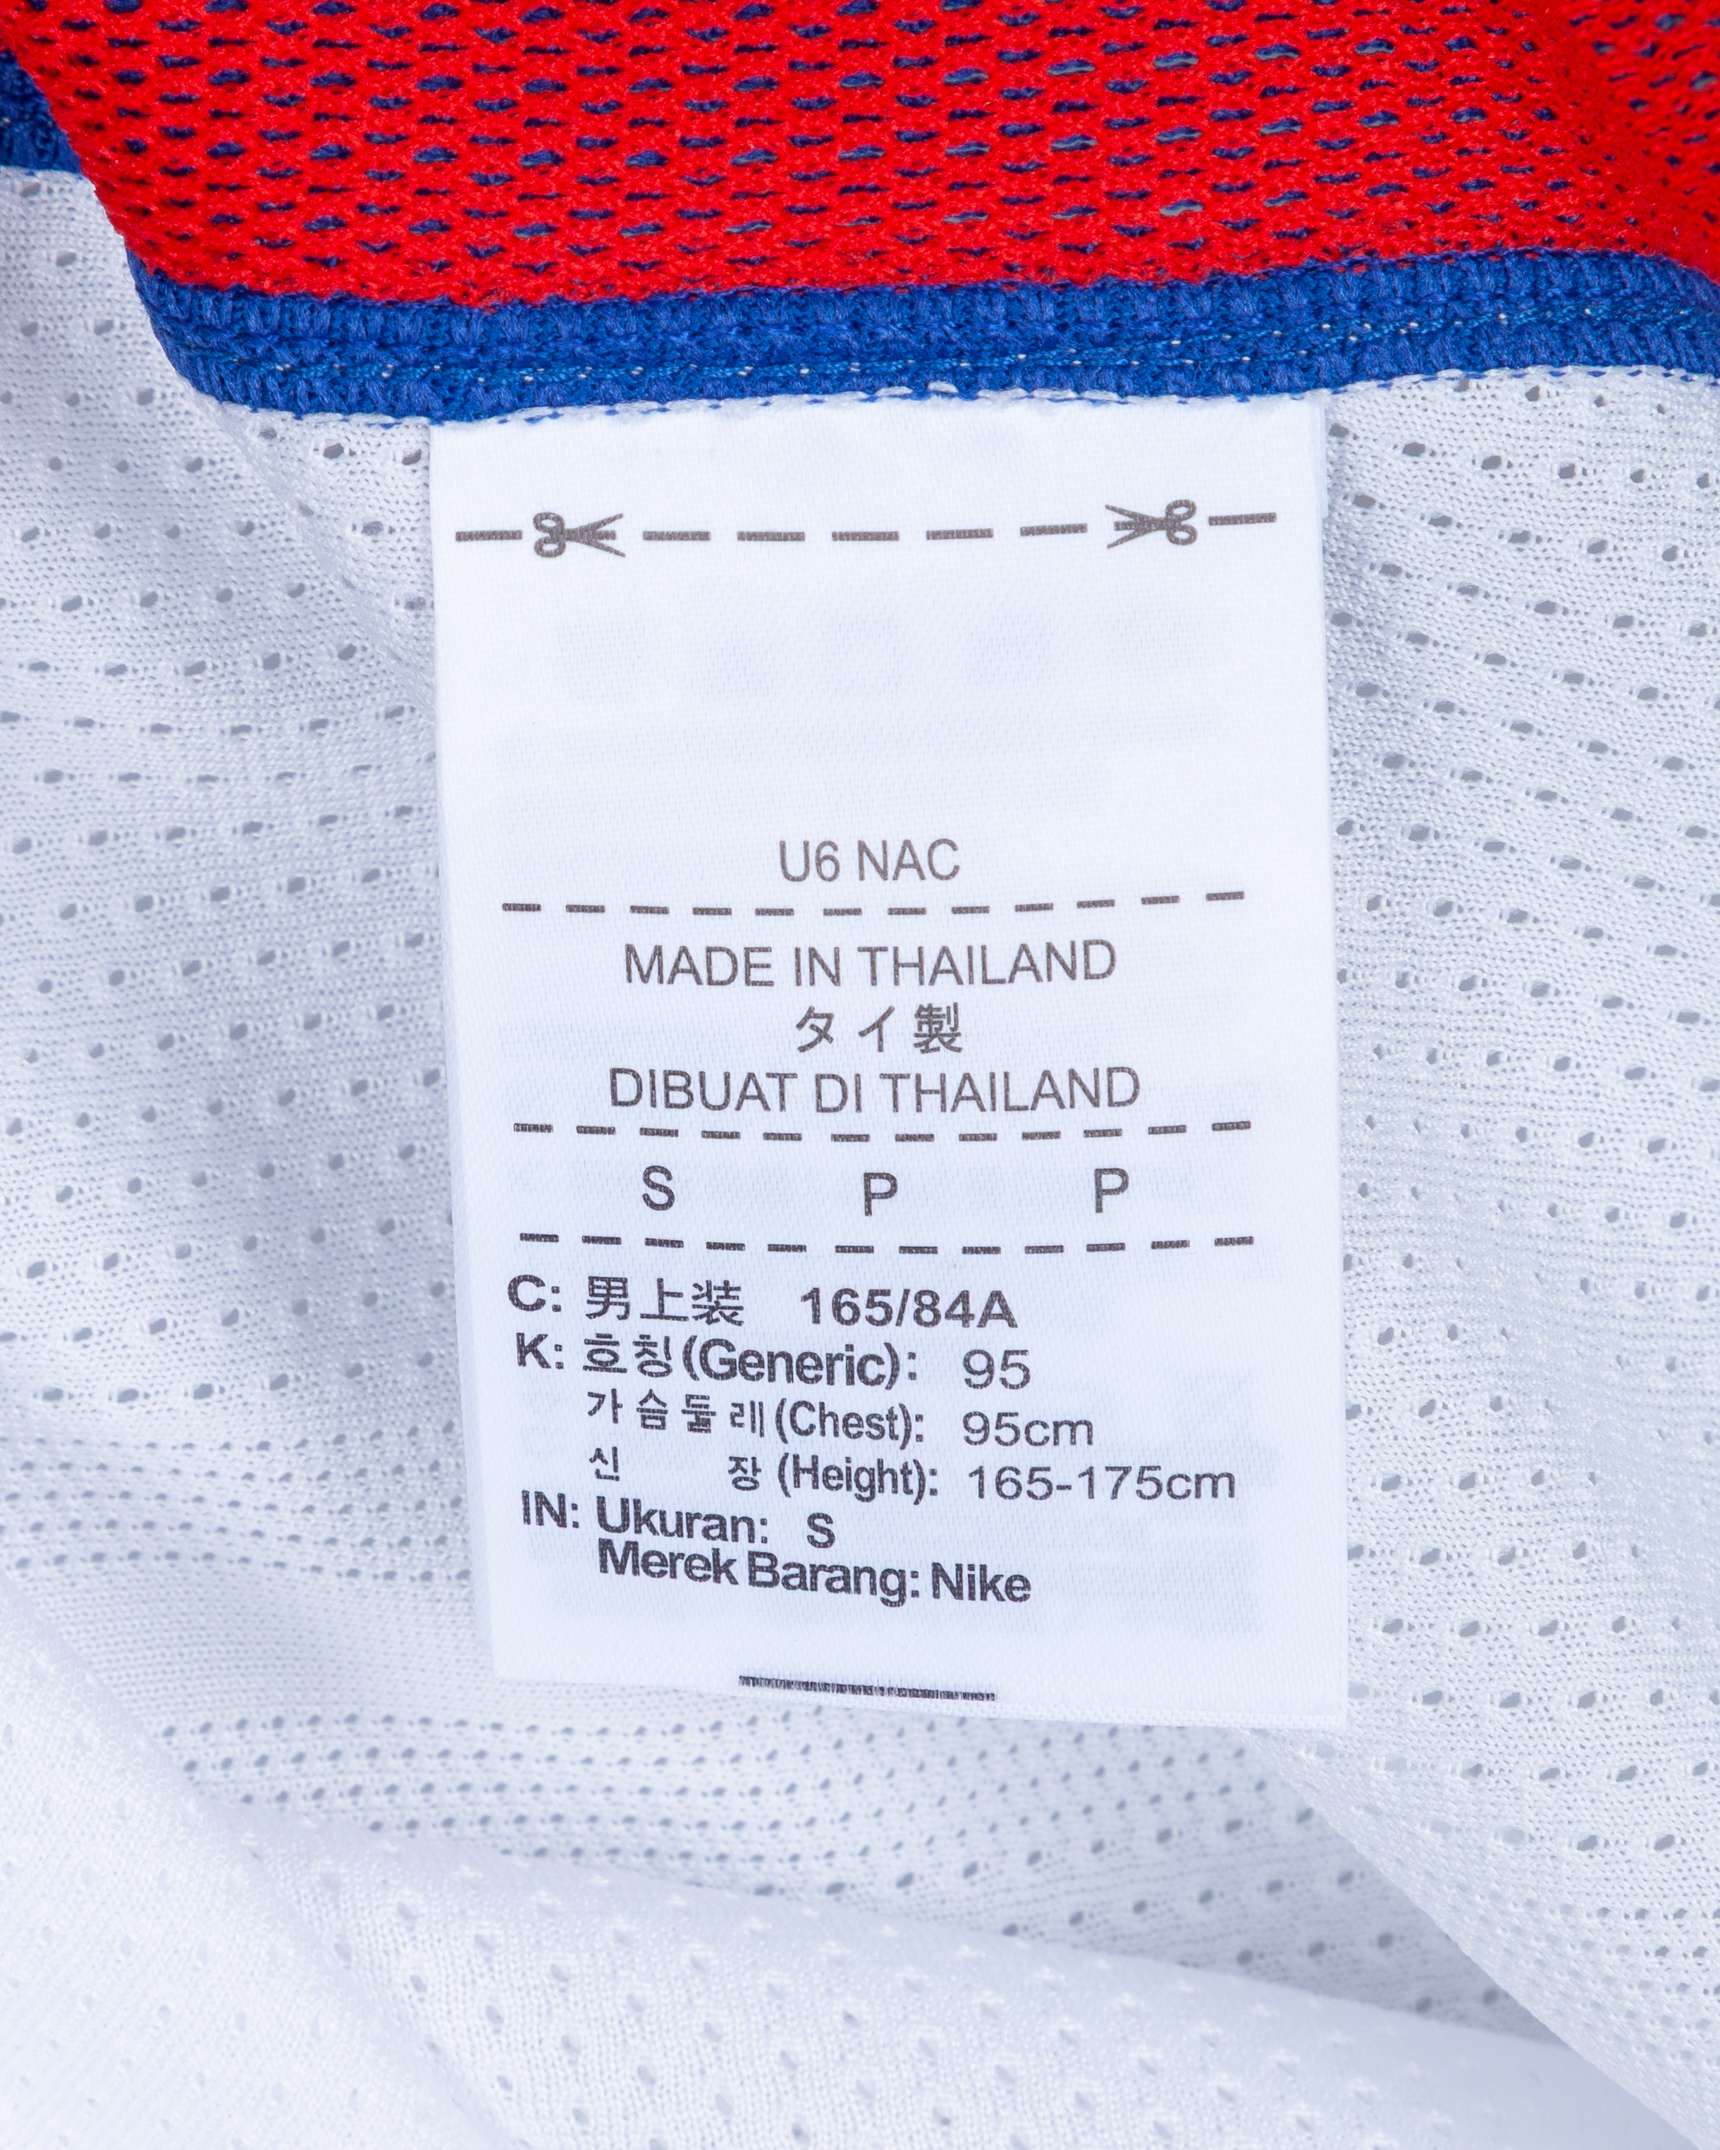 U6 NAC
MADE IN THAILAND
タイ製
DIBUAT DI THAILAND
S P P
C: 男上装 165/84A
K: 호칭(Generic): 95
가슴둘레(Chest): 95cm
신 장 (Height): 165-175cm
IN: Ukuran: S
Merek Barang: Nike